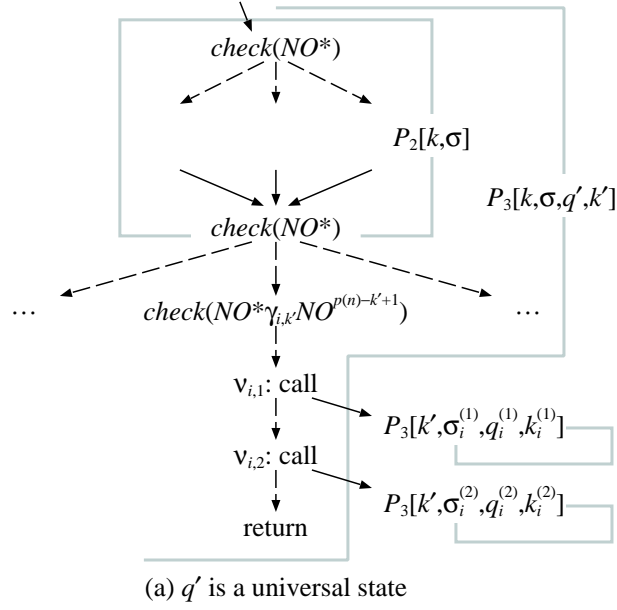 check(NO*)
P₂[k,σ]
P₃[k,σ,q′,k′]
check(NO*)
... check(NO*γᵢ,ₖ′NO^{p(n)−k′+1}) ...
νᵢ,₁: call
P₃[k′,σᵢ⁽¹⁾,qᵢ⁽¹⁾,kᵢ⁽¹⁾]
νᵢ,₂: call
P₃[k′,σᵢ⁽²⁾,qᵢ⁽²⁾,kᵢ⁽²⁾]
return
(a) q′ is a universal state